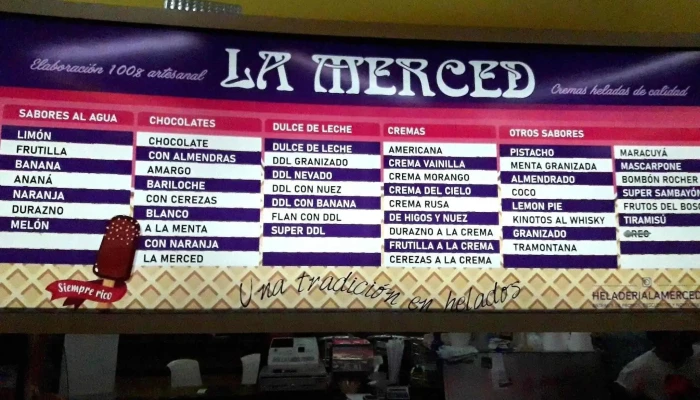 Elaboración 100% artesanal
LA MERCED
Cremas heladas de calidad
SABORES AL AGUA
LIMÓN
FRUTILLA
BANANA
ANANÁ
NARANJA
DURAZNO
MELÓN
CHOCOLATES
CHOCOLATE
CON ALMENDRAS
AMARGO
BARILOCHE
CON CEREZAS
BLANCO
A LA MENTA
CON NARANJA
LA MERCED
DULCE DE LECHE
DULCE DE LECHE
DDL GRANIZADO
DDL NEVADO
DDL CON NUEZ
DDL CON BANANA
FLAN CON DDL
SUPER DDL
CREMAS
AMERICANA
CREMA VAINILLA
CREMA MORANGO
CREMA DEL CIELO
CREMA RUSA
DE HIGOS Y NUEZ
DURAZNO A LA CREMA
FRUTILLA A LA CREMA
CEREZAS A LA CREMA
OTROS SABORES
PISTACHO
MENTA GRANIZADA
ALMENDRADO
COCO
LEMON PIE
KINOTOS AL WHISKY
GRANIZADO
TRAMONTANA
MARACUYÁ
MASCARPONE
BOMBÓN ROCHER
SUPER SAMBAYÓN
FRUTOS DEL BOSQ
TIRAMISÚ
OREO
Siempre rico
Una tradición en helados
HELADERIALAMERCED